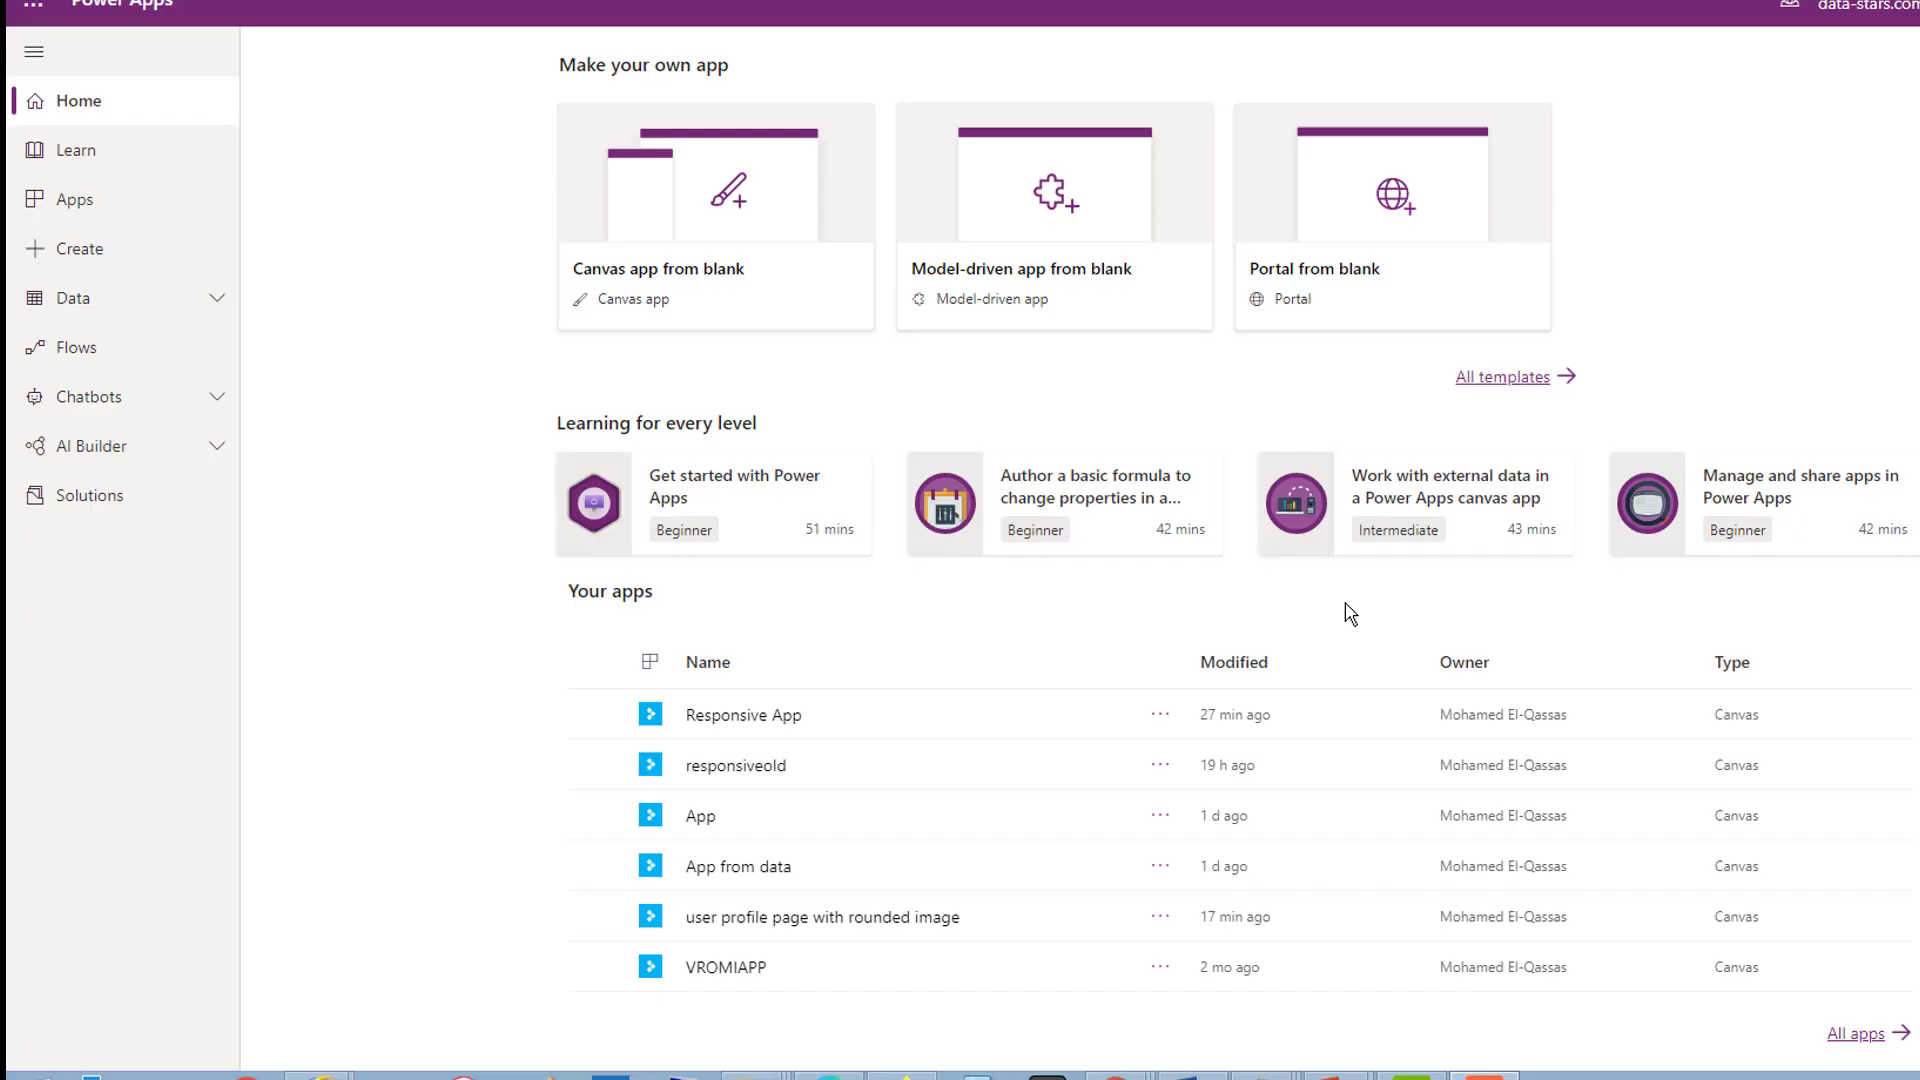 Power Apps
data-stars.com
Home
Learn
Apps
Create
Data
Flows
Chatbots
AI Builder
Solutions
Make your own app
Canvas app from blank
Canvas app
Model-driven app from blank
Model-driven app
Portal from blank
Portal
All templates
Learning for every level
Get started with Power
Apps
Beginner 51 mins
Author a basic formula to
change properties in a...
Beginner 42 mins
Work with external data in
a Power Apps canvas app
Intermediate 43 mins
Manage and share apps in
Power Apps
Beginner 42 mins
Your apps
Name Modified Owner Type
Responsive App ... 27 min ago Mohamed El-Qassas Canvas
responsiveold ... 19 h ago Mohamed El-Qassas Canvas
App ... 1 d ago Mohamed El-Qassas Canvas
App from data ... 1 d ago Mohamed El-Qassas Canvas
user profile page with rounded image ... 17 min ago Mohamed El-Qassas Canvas
VROMIAPP ... 2 mo ago Mohamed El-Qassas Canvas
All apps